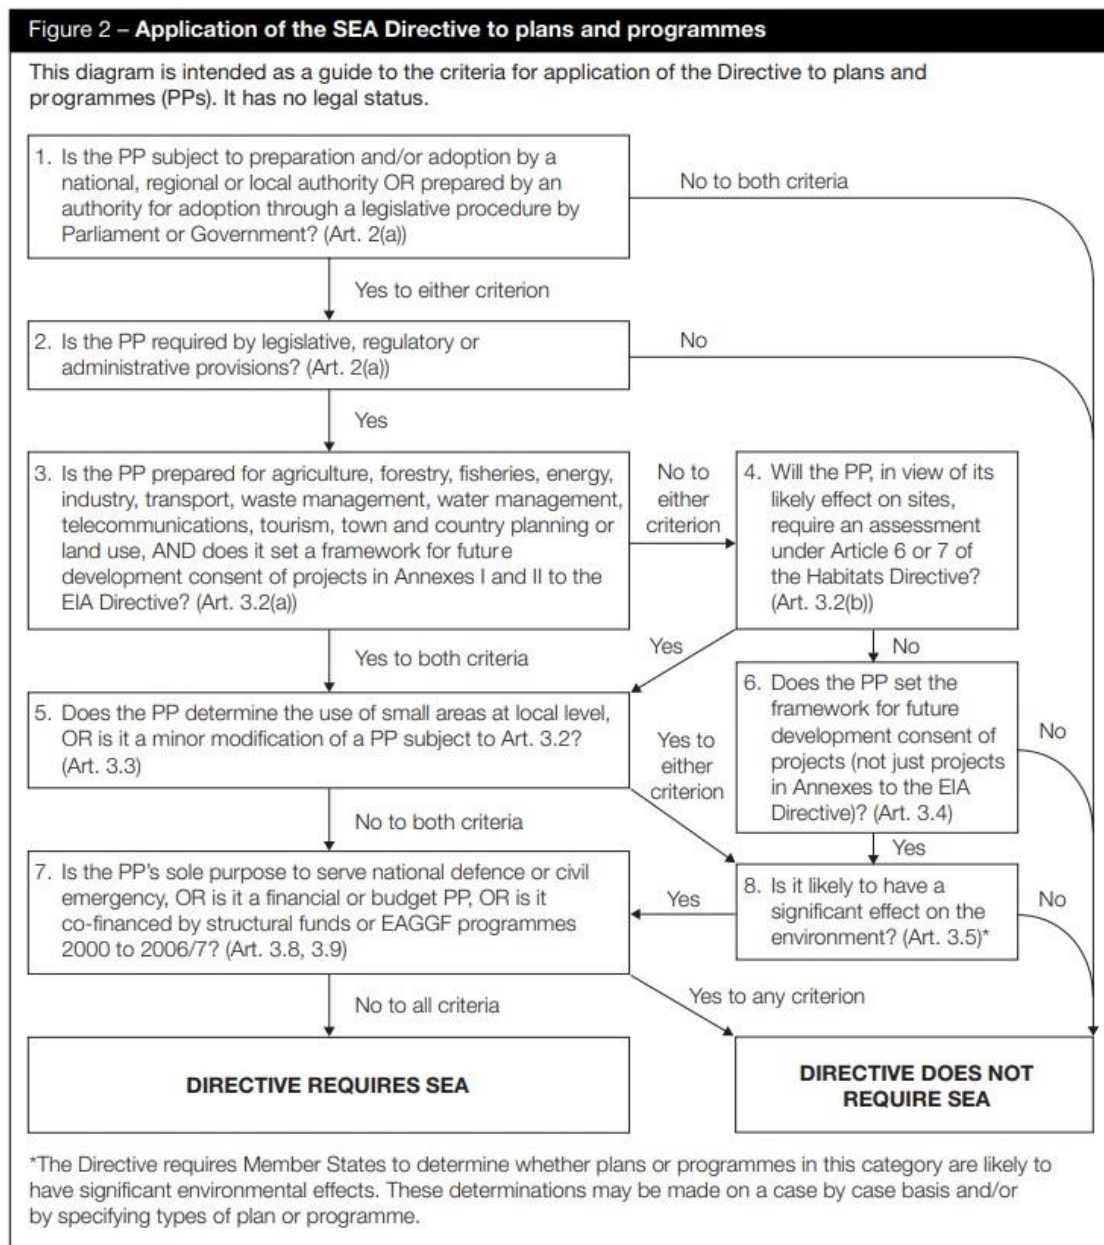 Figure 2 – Application of the SEA Directive to plans and programmes
This diagram is intended as a guide to the criteria for application of the Directive to plans and
programmes (PPs). It has no legal status.
1. Is the PP subject to preparation and/or adoption by a
national, regional or local authority OR prepared by an
authority for adoption through a legislative procedure by
Parliament or Government? (Art. 2(a))
No to both criteria
Yes to either criterion
2. Is the PP required by legislative, regulatory or
administrative provisions? (Art. 2(a))
No
Yes
3. Is the PP prepared for agriculture, forestry, fisheries, energy,
industry, transport, waste management, water management,
telecommunications, tourism, town and country planning or
land use, AND does it set a framework for future
development consent of projects in Annexes I and II to the
EIA Directive? (Art. 3.2(a))
No to
either
criterion
4. Will the PP, in view of its
likely effect on sites,
require an assessment
under Article 6 or 7 of
the Habitats Directive?
(Art. 3.2(b))
Yes to both criteria
Yes
No
5. Does the PP determine the use of small areas at local level,
OR is it a minor modification of a PP subject to Art. 3.2?
(Art. 3.3)
Yes to
either
criterion
6. Does the PP set the
framework for future
development consent of
projects (not just projects
in Annexes to the EIA
Directive)? (Art. 3.4)
No
No to both criteria
Yes
7. Is the PP's sole purpose to serve national defence or civil
emergency, OR is it a financial or budget PP, OR is it
co-financed by structural funds or EAGGF programmes
2000 to 2006/7? (Art. 3.8, 3.9)
Yes
8. Is it likely to have a
significant effect on the
environment? (Art. 3.5)*
No
No to all criteria
Yes to any criterion
DIRECTIVE REQUIRES SEA
DIRECTIVE DOES NOT
REQUIRE SEA
*The Directive requires Member States to determine whether plans or programmes in this category are likely to
have significant environmental effects. These determinations may be made on a case by case basis and/or
by specifying types of plan or programme.